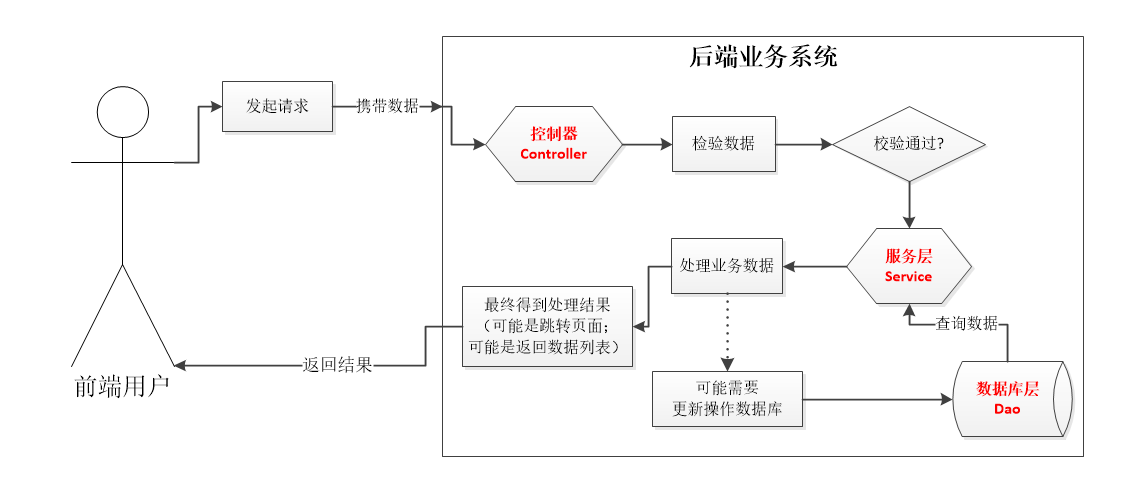 后端业务系统
发起请求
携带数据
控制器
Controller
检验数据
校验通过?
服务层
Service
处理业务数据
最终得到处理结果
（可能是跳转页面；
可能是返回数据列表）
查询数据
返回结果
前端用户
可能需要
更新操作数据库
数据库层
Dao